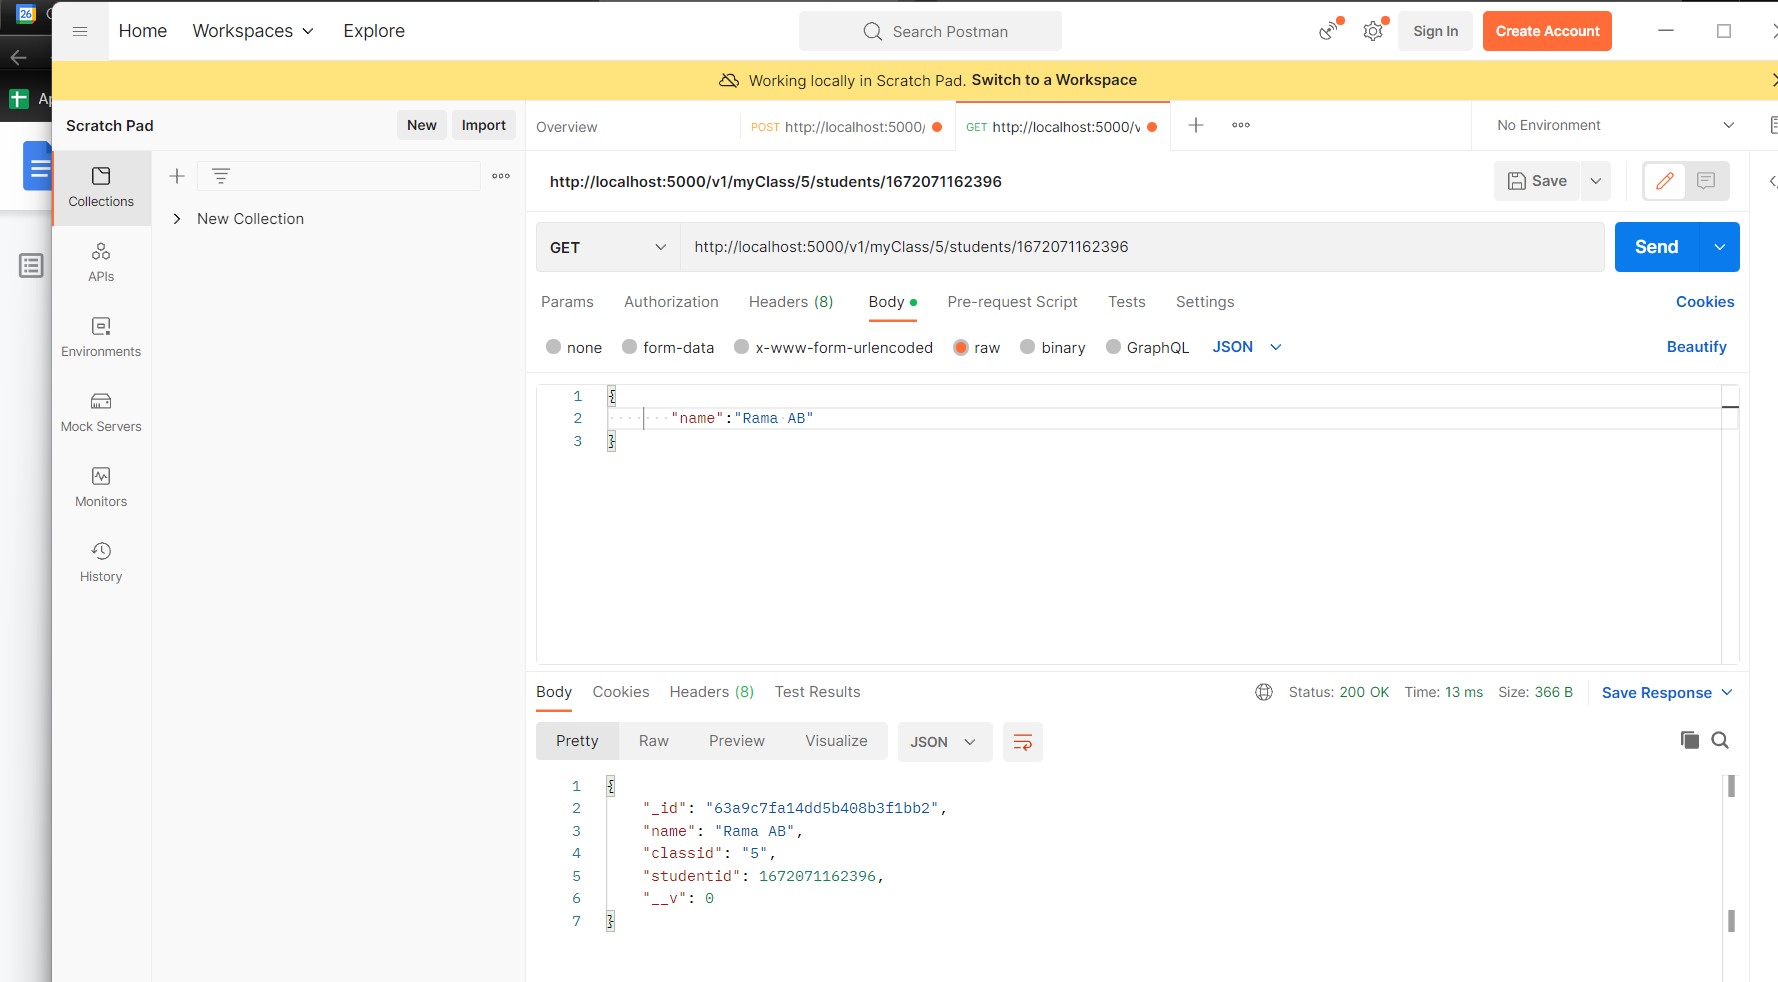 26
Home Workspaces Explore
Search Postman
Sign In Create Account
Working locally in Scratch Pad. Switch to a Workspace
Scratch Pad New Import
Overview POST http://localhost:5000/ GET http://localhost:5000/v
No Environment
Collections
http://localhost:5000/v1/myClass/5/students/1672071162396
Save
New Collection
GET http://localhost:5000/v1/myClass/5/students/1672071162396 Send
APIs
Params Authorization Headers (8) Body Pre-request Script Tests Settings Cookies
Environments
none form-data x-www-form-urlencoded raw binary GraphQL JSON Beautify
Mock Servers
1 {
2 "name":"Rama AB"
3 }
Monitors
History
Body Cookies Headers (8) Test Results
Status: 200 OK Time: 13 ms Size: 366 B Save Response
Pretty Raw Preview Visualize JSON
1 {
2 "_id": "63a9c7fa14dd5b408b3f1bb2",
3 "name": "Rama AB",
4 "classid": "5",
5 "studentid": 1672071162396,
6 "__v": 0
7 }